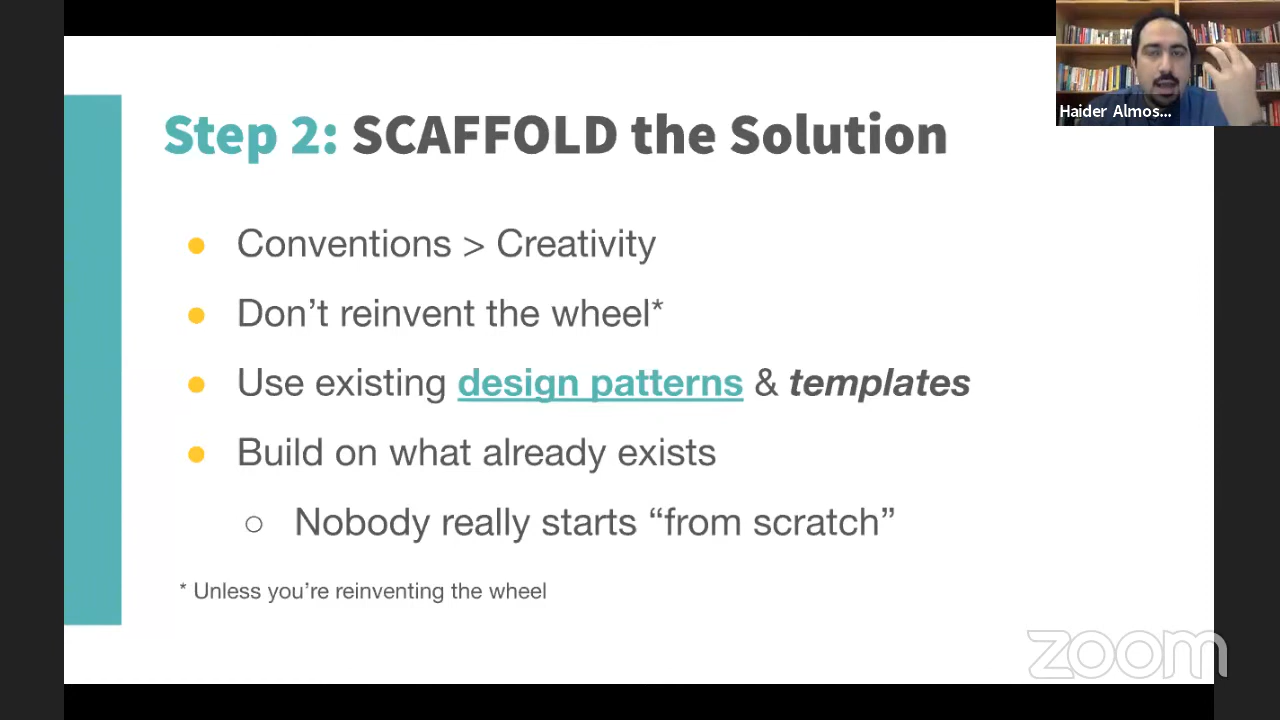 Step 2: SCAFFOLD the Solution
Haider Almos...
● Conventions > Creativity
● Don’t reinvent the wheel*
● Use existing design patterns & templates
● Build on what already exists
○ Nobody really starts “from scratch”
* Unless you’re reinventing the wheel
zoom